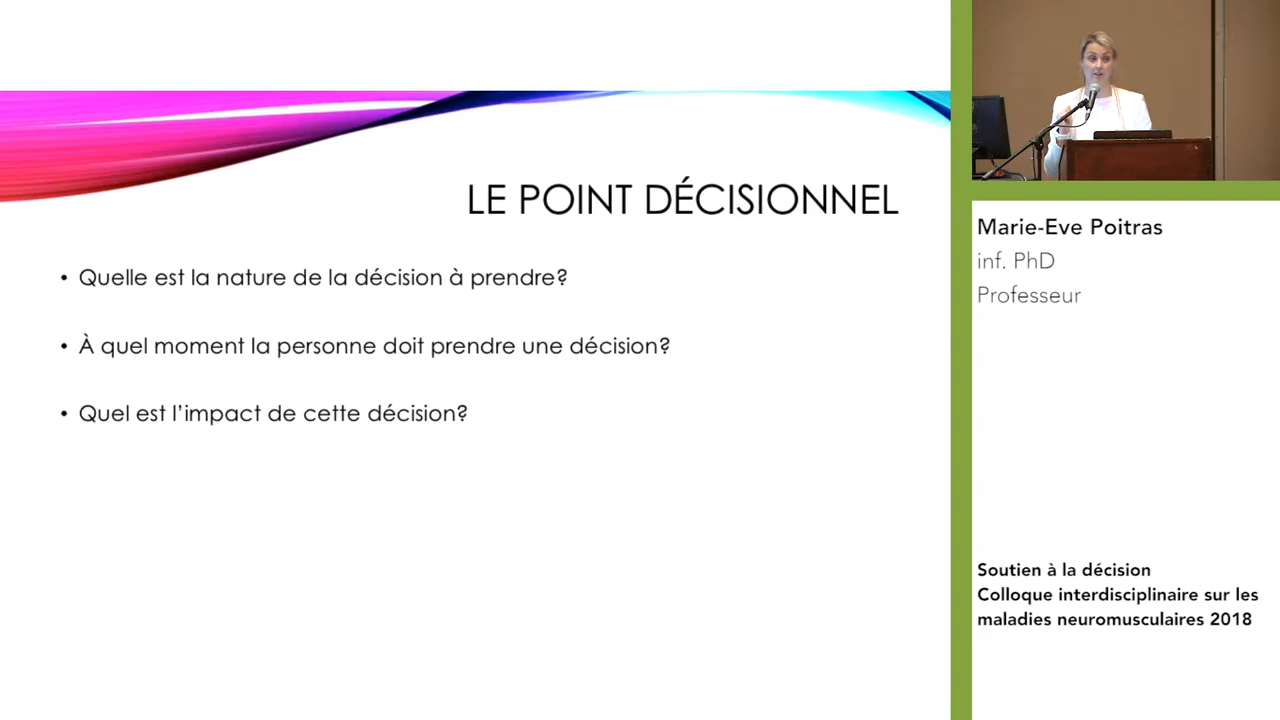 LE POINT DÉCISIONNEL
• Quelle est la nature de la décision à prendre?
• À quel moment la personne doit prendre une décision?
• Quel est l'impact de cette décision?
Marie-Eve Poitras
inf. PhD
Professeur
Soutien à la décision
Colloque interdisciplinaire sur les
maladies neuromusculaires 2018